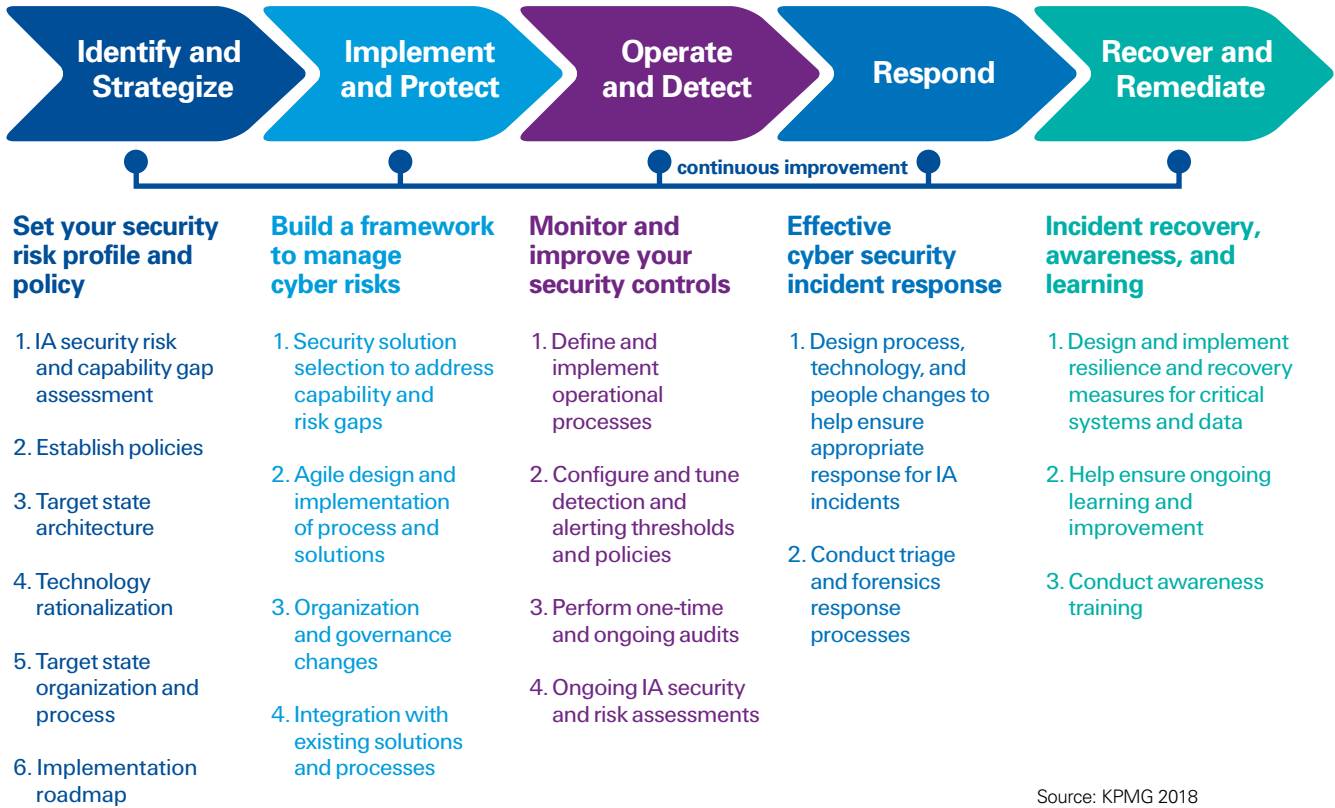 Identify and
Strategize
Implement
and Protect
Operate
and Detect
Respond
Recover and
Remediate
continuous improvement
Set your security
risk profile and
policy
1. IA security risk
and capability gap
assessment
2. Establish policies
3. Target state
architecture
4. Technology
rationalization
5. Target state
organization and
process
6. Implementation
roadmap
Build a framework
to manage
cyber risks
1. Security solution
selection to address
capability and
risk gaps
2. Agile design and
implementation
of process and
solutions
3. Organization
and governance
changes
4. Integration with
existing solutions
and processes
Monitor and
improve your
security controls
1. Define and
implement
operational
processes
2. Configure and tune
detection and
alerting thresholds
and policies
3. Perform one-time
and ongoing audits
4. Ongoing IA security
and risk assessments
Effective
cyber security
incident response
1. Design process,
technology, and
people changes to
help ensure
appropriate
response for IA
incidents
2. Conduct triage
and forensics
response
processes
Incident recovery,
awareness, and
learning
1. Design and implement
resilience and recovery
measures for critical
systems and data
2. Help ensure ongoing
learning and
improvement
3. Conduct awareness
training
Source: KPMG 2018